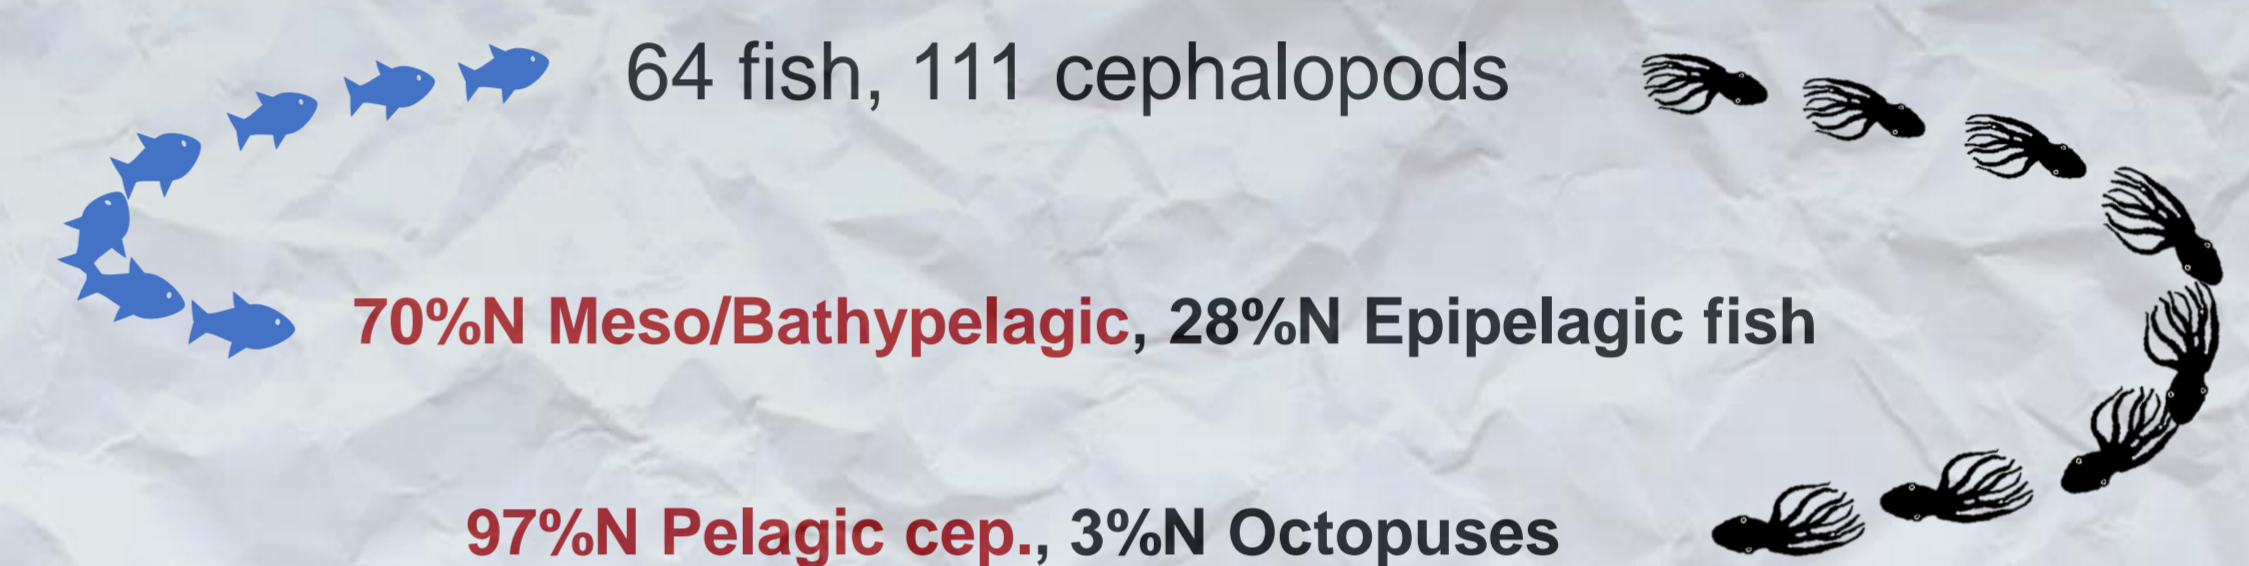 64 fish, 111 cephalopods
70%N Meso/Bathypelagic, 28%N Epipelagic fish
97%N Pelagic cep., 3%N Octopuses